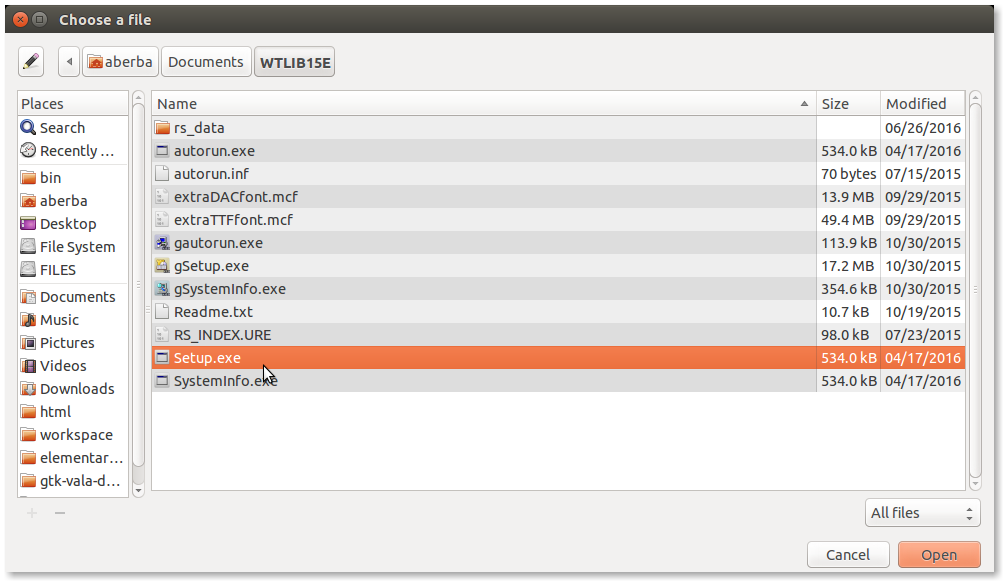 Choose a file
aberba Documents WTLIB15E
Places
Search
Recently ...
bin
aberba
Desktop
File System
FILES
Documents
Music
Pictures
Videos
Downloads
html
workspace
elementar...
gtk-vala-d...
Name Size Modified
rs_data 06/26/2016
autorun.exe 534.0 kB 04/17/2016
autorun.inf 70 bytes 07/15/2015
extraDACfont.mcf 13.9 MB 09/29/2015
extraTTFfont.mcf 49.4 MB 09/29/2015
gautorun.exe 113.9 kB 10/30/2015
gSetup.exe 17.2 MB 10/30/2015
gSystemInfo.exe 354.6 kB 10/30/2015
Readme.txt 10.7 kB 10/19/2015
RS_INDEX.URE 98.0 kB 07/23/2015
Setup.exe 534.0 kB 04/17/2016
SystemInfo.exe 534.0 kB 04/17/2016
All files
Cancel Open